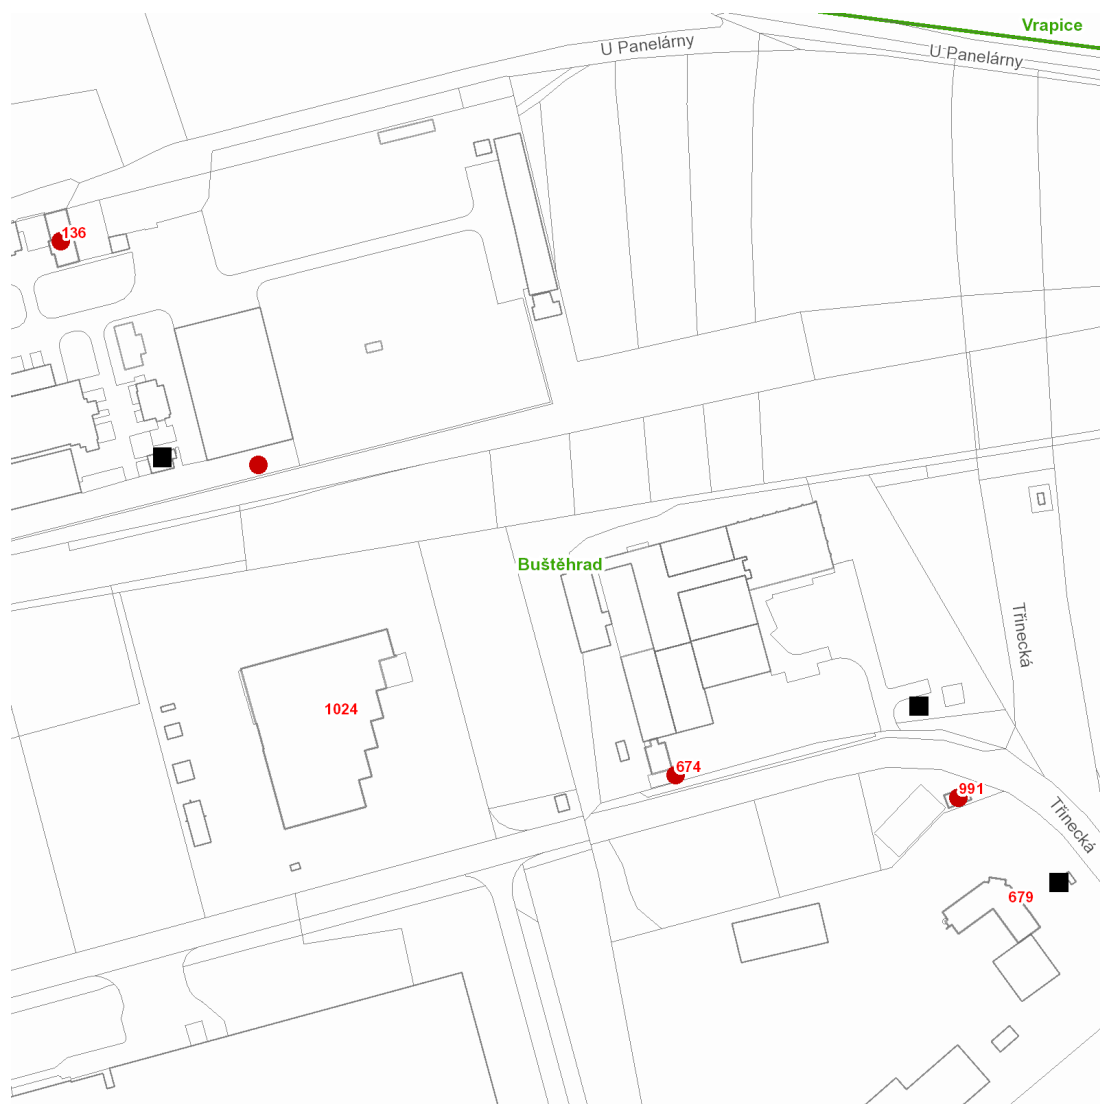 Vrapice
U Panelárny
U Panelárny
136
Buštěhrad
Třinecká
1024
674
991
Třinecká
679